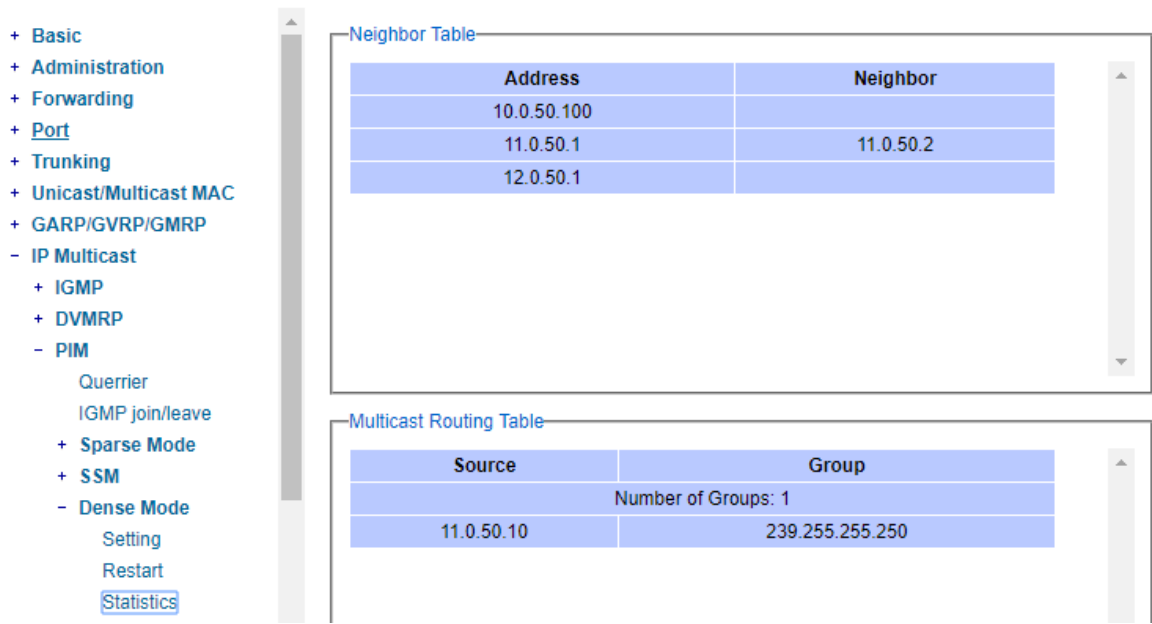 + Basic
+ Administration
+ Forwarding
+ Port
+ Trunking
+ Unicast/Multicast MAC
+ GARP/GVRP/GMRP
− IP Multicast
+ IGMP
+ DVMRP
− PIM
Querrier
IGMP join/leave
+ Sparse Mode
+ SSM
− Dense Mode
Setting
Restart
Statistics
Neighbor Table
Address Neighbor
10.0.50.100
11.0.50.1 11.0.50.2
12.0.50.1
Multicast Routing Table
Source Group
Number of Groups: 1
11.0.50.10 239.255.255.250